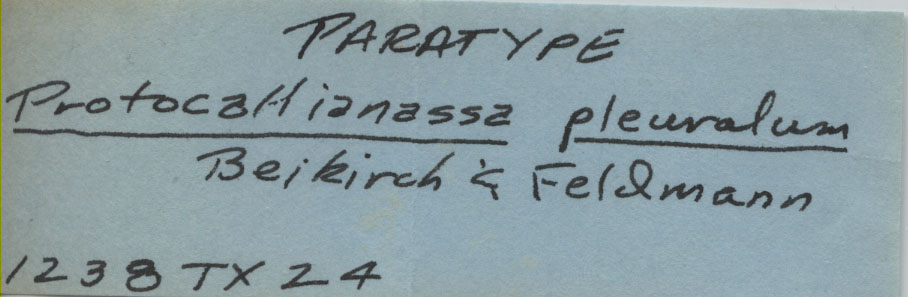 PARATYPE
Protocallianassa pleuralum
Beikirch & Feldmann
1238TX24